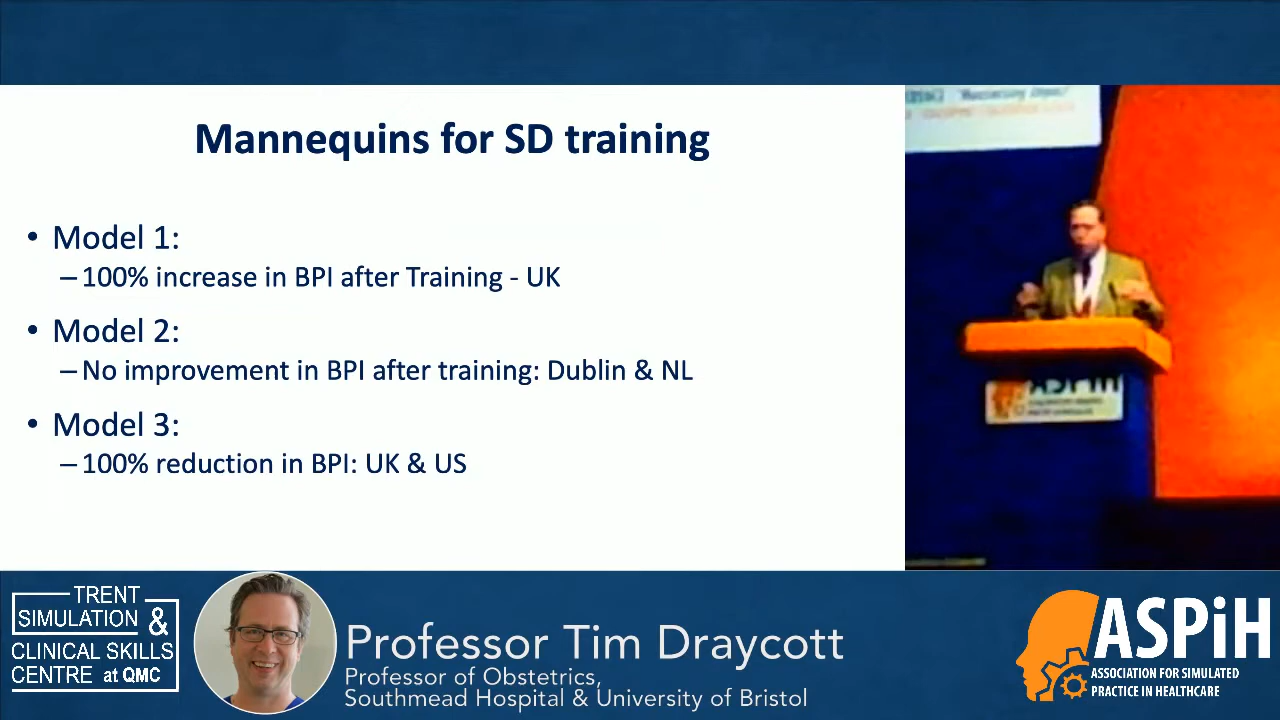 Mannequins for SD training
• Model 1:
– 100% increase in BPI after Training - UK
• Model 2:
– No improvement in BPI after training: Dublin & NL
• Model 3:
– 100% reduction in BPI: UK & US
ASPiH
TRENT
SIMULATION &
CLINICAL SKILLS
CENTRE at QMC
Professor Tim Draycott
Professor of Obstetrics,
Southmead Hospital & University of Bristol
ASPiH
ASSOCIATION FOR SIMULATED
PRACTICE IN HEALTHCARE